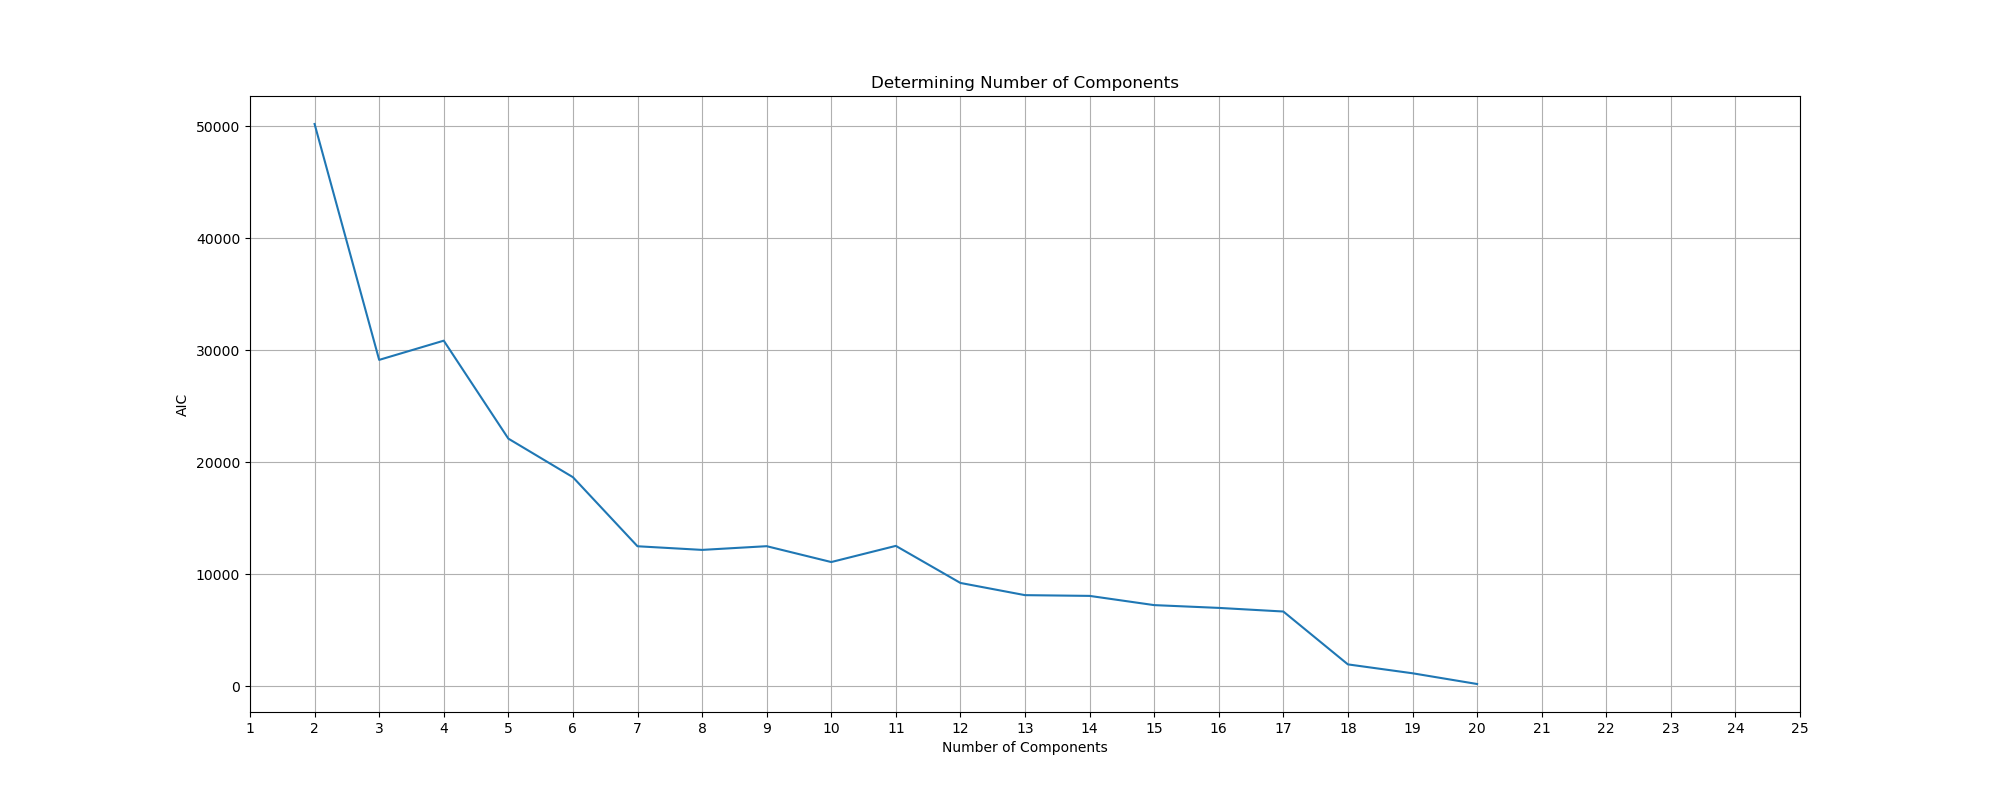 Determining Number of Components
50000
40000
30000
20000
10000
0
AIC
1 2 3 4 5 6 7 8 9 10 11 12 13 14 15 16 17 18 19 20 21 22 23 24 25
Number of Components